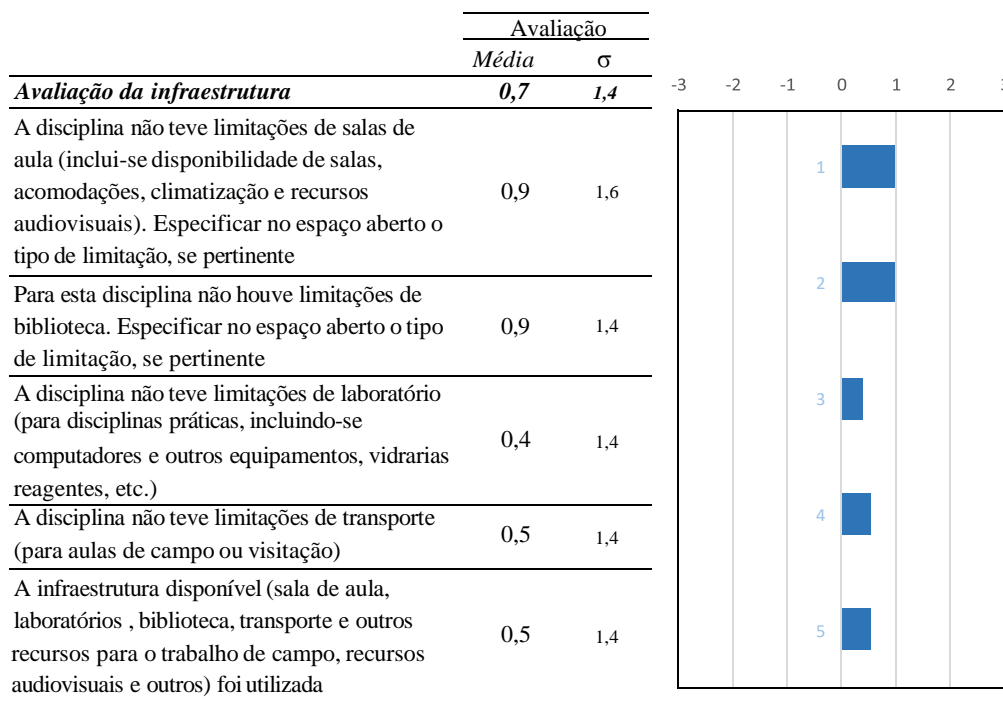 Avaliação
Média σ
Avaliação da infraestrutura 0,7 1,4
A disciplina não teve limitações de salas de
aula (inclui-se disponibilidade de salas,
acomodações, climatização e recursos
audiovisuais). Especificar no espaço aberto o
tipo de limitação, se pertinente
0,9 1,6
Para esta disciplina não houve limitações de
biblioteca. Especificar no espaço aberto o tipo
de limitação, se pertinente
0,9 1,4
A disciplina não teve limitações de laboratório
(para disciplinas práticas, incluindo-se
computadores e outros equipamentos, vidrarias
reagentes, etc.)
0,4 1,4
A disciplina não teve limitações de transporte
(para aulas de campo ou visitação)
0,5 1,4
A infraestrutura disponível (sala de aula,
laboratórios , biblioteca, transporte e outros
recursos para o trabalho de campo, recursos
audiovisuais e outros) foi utilizada
0,5 1,4
-3 -2 -1 0 1 2 3
1
2
3
4
5